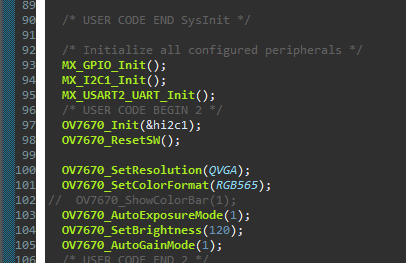 89
90 /* USER CODE END SysInit */
91
92 /* Initialize all configured peripherals */
93 MX_GPIO_Init();
94 MX_I2C1_Init();
95 MX_USART2_UART_Init();
96 /* USER CODE BEGIN 2 */
97 OV7670_Init(&hi2c1);
98 OV7670_ResetSW();
99
100 OV7670_SetResolution(QVGA);
101 OV7670_SetColorFormat(RGB565);
102 // OV7670_ShowColorBar(1);
103 OV7670_AutoExposureMode(1);
104 OV7670_SetBrightness(120);
105 OV7670_AutoGainMode(1);
106 /* USER CODE END 2 */